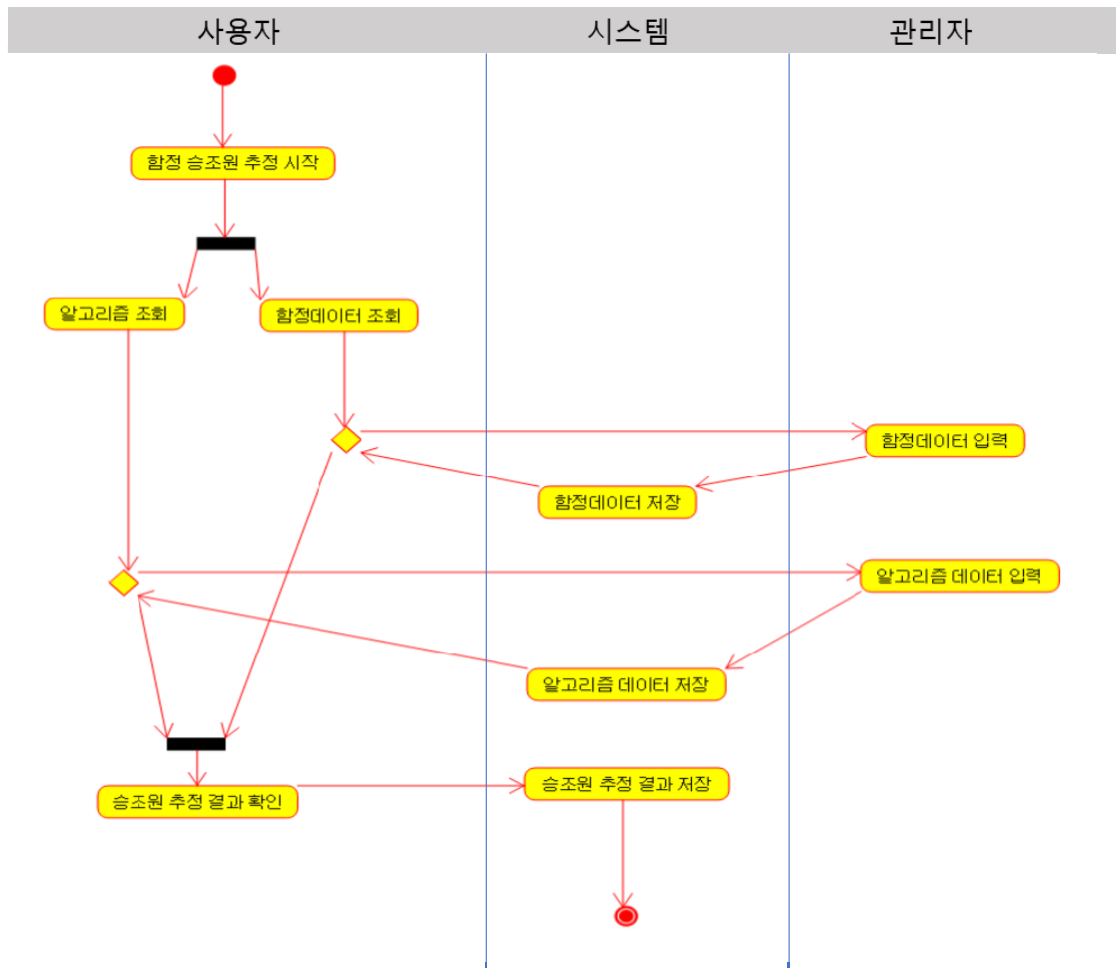 사용자
시스템
관리자
함정 승조원 추정 시작
알고리즘 조회
함정데이터 조회
함정데이터 입력
함정데이터 저장
알고리즘 데이터 입력
알고리즘 데이터 저장
승조원 추정 결과 확인
승조원 추정 결과 저장